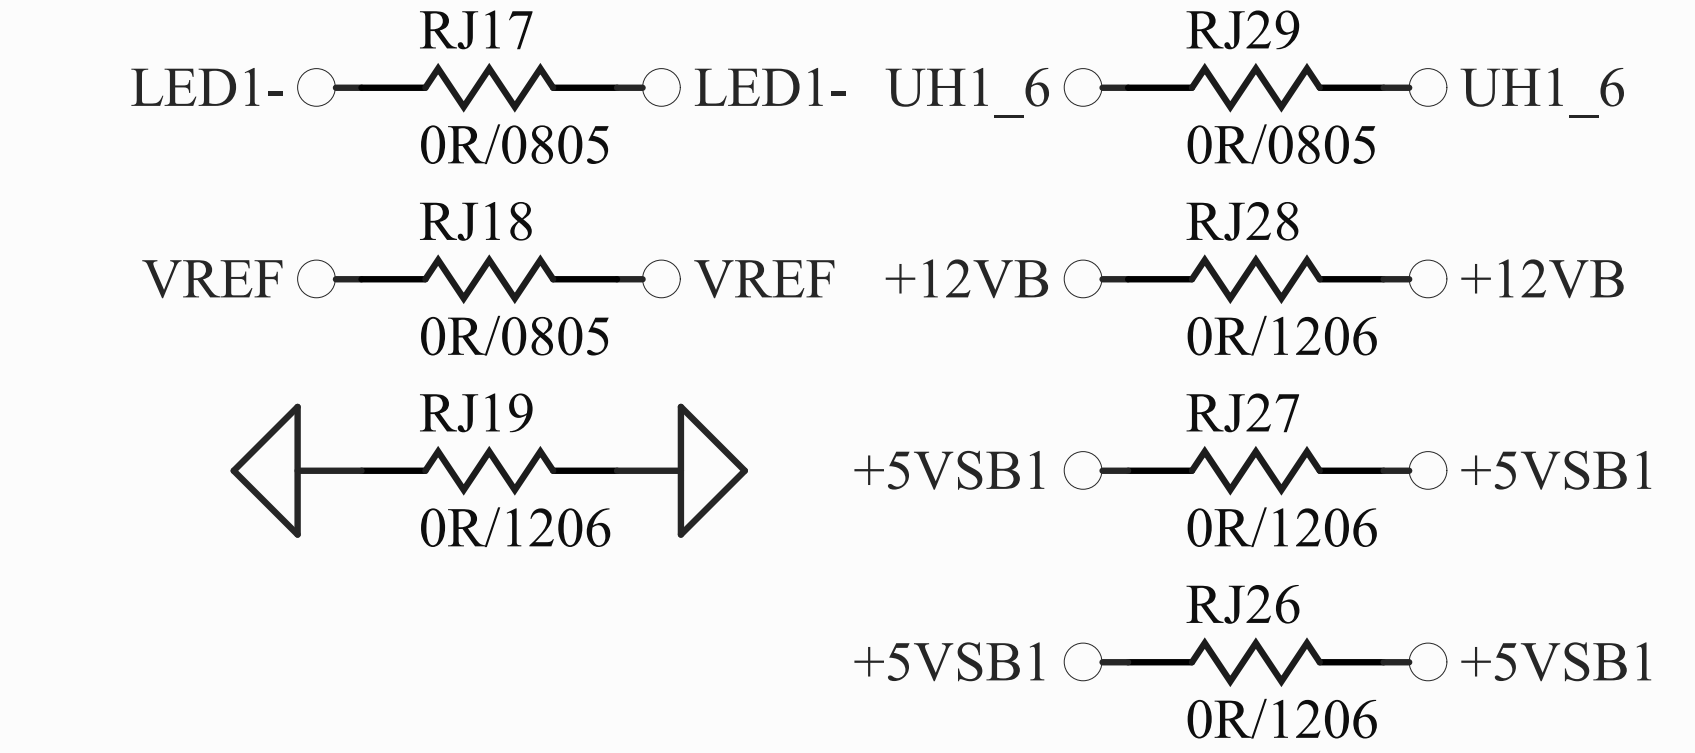 RJ17
LED1- LED1-
0R/0805
RJ18
VREF VREF
0R/0805
RJ19
0R/1206
RJ29
UH1_6 UH1_6
0R/0805
RJ28
+12VB +12VB
0R/1206
RJ27
+5VSB1 +5VSB1
0R/1206
RJ26
+5VSB1 +5VSB1
0R/1206